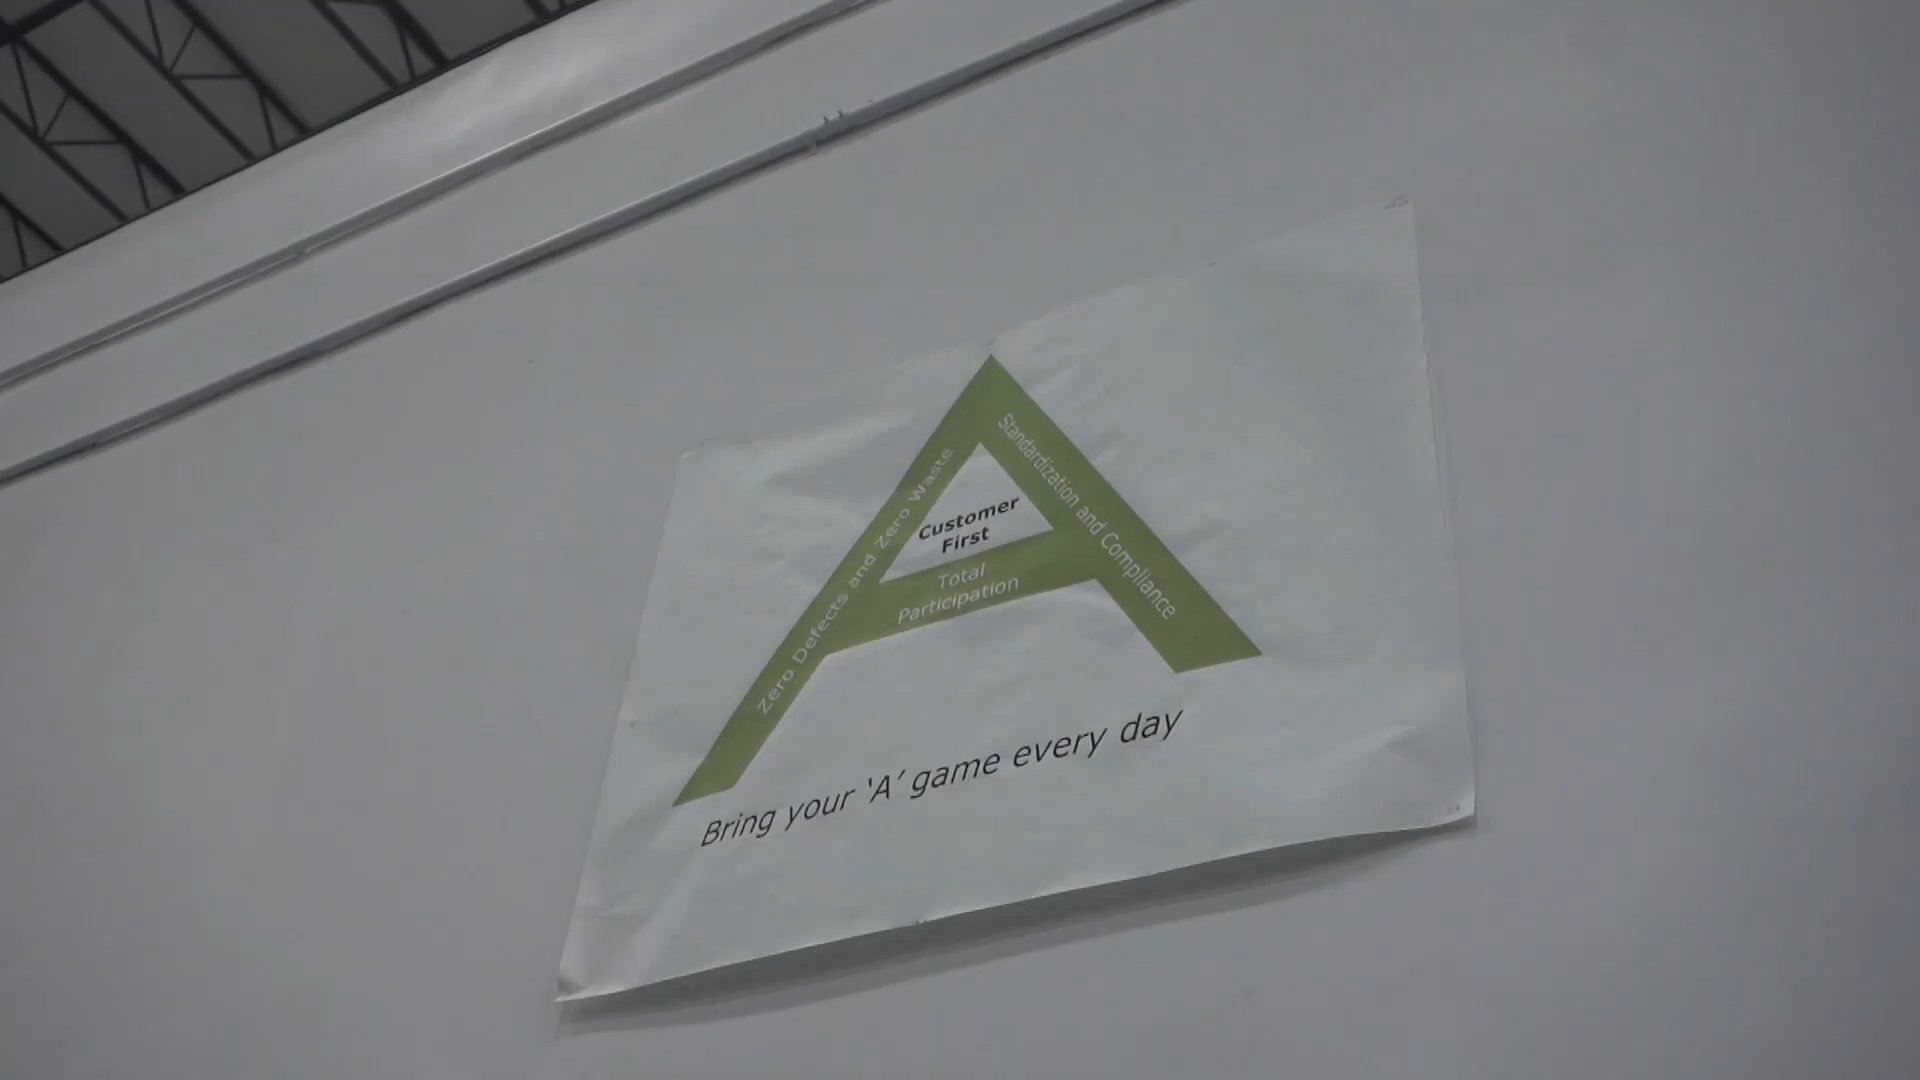 Zero Defects and Zero Waste
Standardization and Compliance
Customer
First
Total
Participation
Bring your ‘A’ game every day